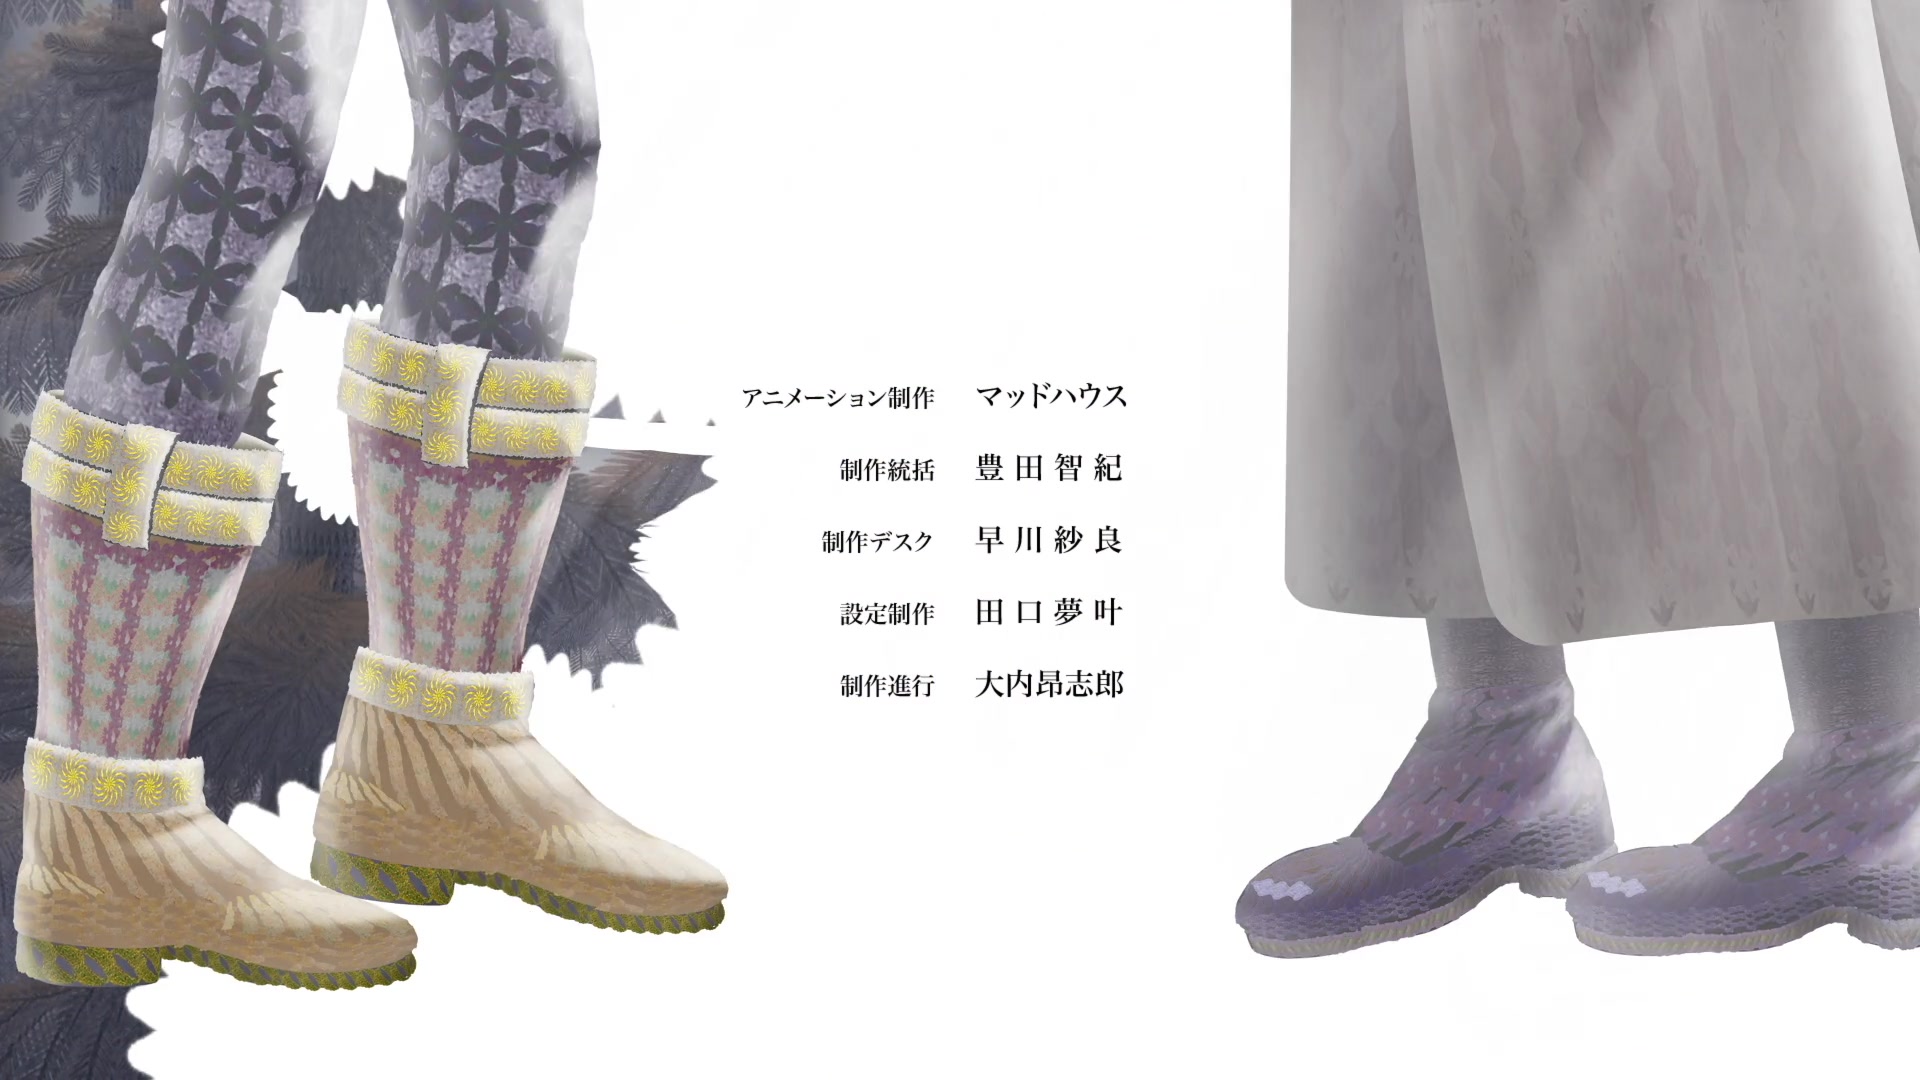 アニメーション制作 マッドハウス
制作統括 豊田智紀
制作デスク 早川紗良
設定制作 田口夢叶
制作進行 大内昂志郎